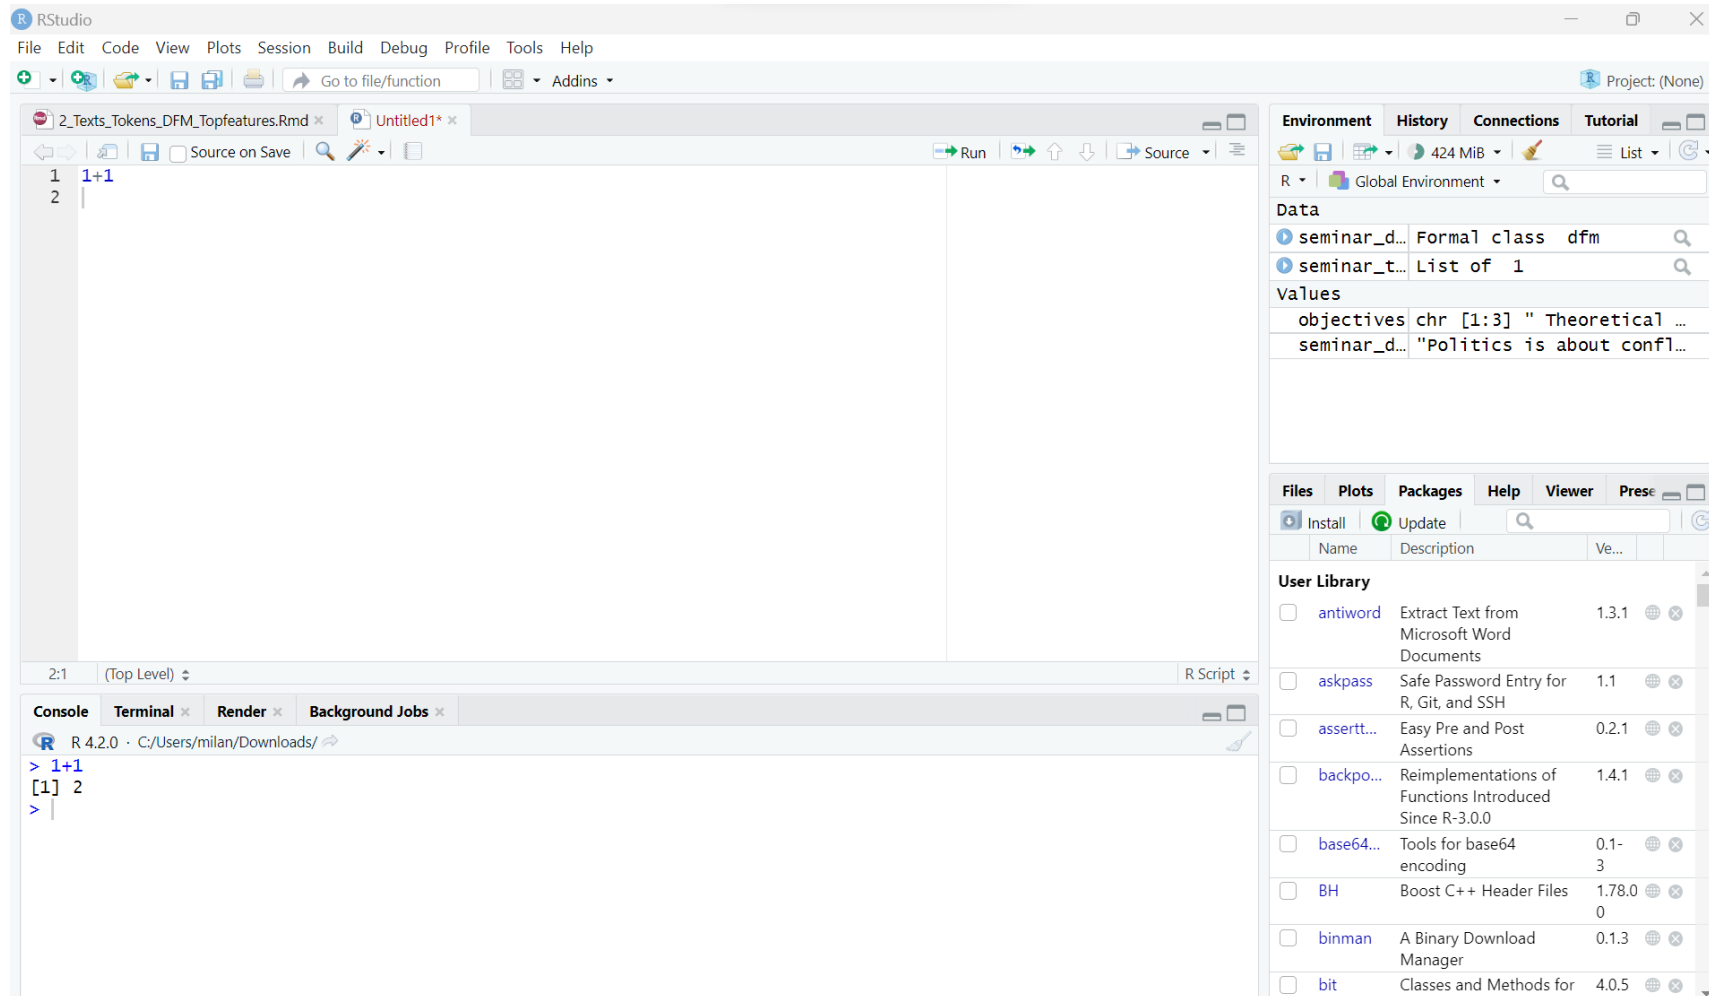 RStudio
File Edit Code View Plots Session Build Debug Profile Tools Help
Go to file/function Addins Project: (None)
2_Texts_Tokens_DFM_Topfeatures.Rmd Untitled1*
Source on Save Run Source
1 1+1
2
2:1 (Top Level) R Script
Console Terminal Render Background Jobs
R 4.2.0 · C:/Users/milan/Downloads/
> 1+1
[1] 2
>
Environment History Connections Tutorial
424 MiB List
R Global Environment
Data
seminar_d… Formal class dfm
seminar_t… List of 1
Values
objectives chr [1:3] " Theoretical …
seminar_d… "Politics is about confl…
Files Plots Packages Help Viewer Prese
Install Update
Name Description Ve...
User Library
antiword Extract Text from 1.3.1
Microsoft Word
Documents
askpass Safe Password Entry for 1.1
R, Git, and SSH
assertt... Easy Pre and Post 0.2.1
Assertions
backpo... Reimplementations of 1.4.1
Functions Introduced
Since R-3.0.0
base64... Tools for base64 0.1-
encoding 3
BH Boost C++ Header Files 1.78.0
0
binman A Binary Download 0.1.3
Manager
bit Classes and Methods for 4.0.5